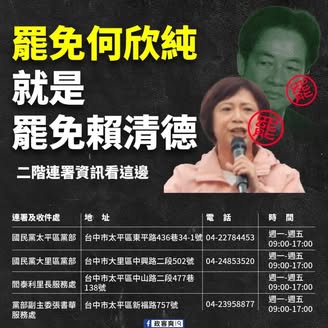 罷免何欣純
就是
罷免賴清德
罷
罷
二階連署資訊看這邊
連署及收件處 地 址 電 話 時 間
國民黨太平區黨部 台中市太平區東平路436巷34-1號 04-22784453 週一-週五 09:00-17:00
國民黨大里區黨部 台中市大里區中興路二段502號 04-24853520 週一-週五 09:00-17:00
閻泰利里長服務處 台中市太平區中山路二段477巷138號 週一-週五 09:00-17:00
黨部副主委張書華服務處 台中市太平區新福路757號 04-23958877 週一-週五 09:00-17:00
政客爽